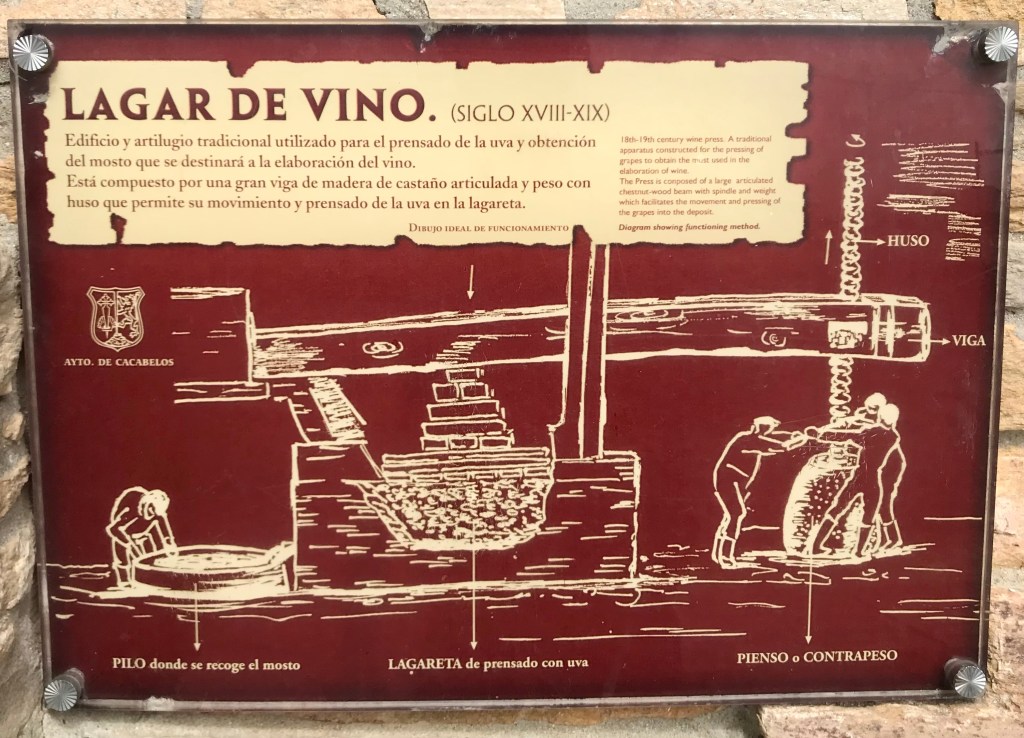 LAGAR DE VINO. (SIGLO XVIII-XIX)
Edificio y artilugio tradicional utilizado para el prensado de la uva y obtención
del mosto que se destinará a la elaboración del vino.
Está compuesto por una gran viga de madera de castaño articulada y peso con
huso que permite su movimiento y prensado de la uva en la lagareta.
DIBUJO IDEAL DE FUNCIONAMIENTO
18th-19th century wine press. A traditional
apparatus constructed for the pressing of
grapes to obtain the must used in the
elaboration of wine.
The Press is conposed of a large articulated
chestnut-wood beam with spindle and weight
which facilitates the movement and pressing of
the grapes into the deposit.
Diagram showing functioning method.
HUSO
VIGA
AYTO. DE CACABELOS
PILO donde se recoge el mosto
LAGARETA de prensado con uva
PIENSO o CONTRAPESO